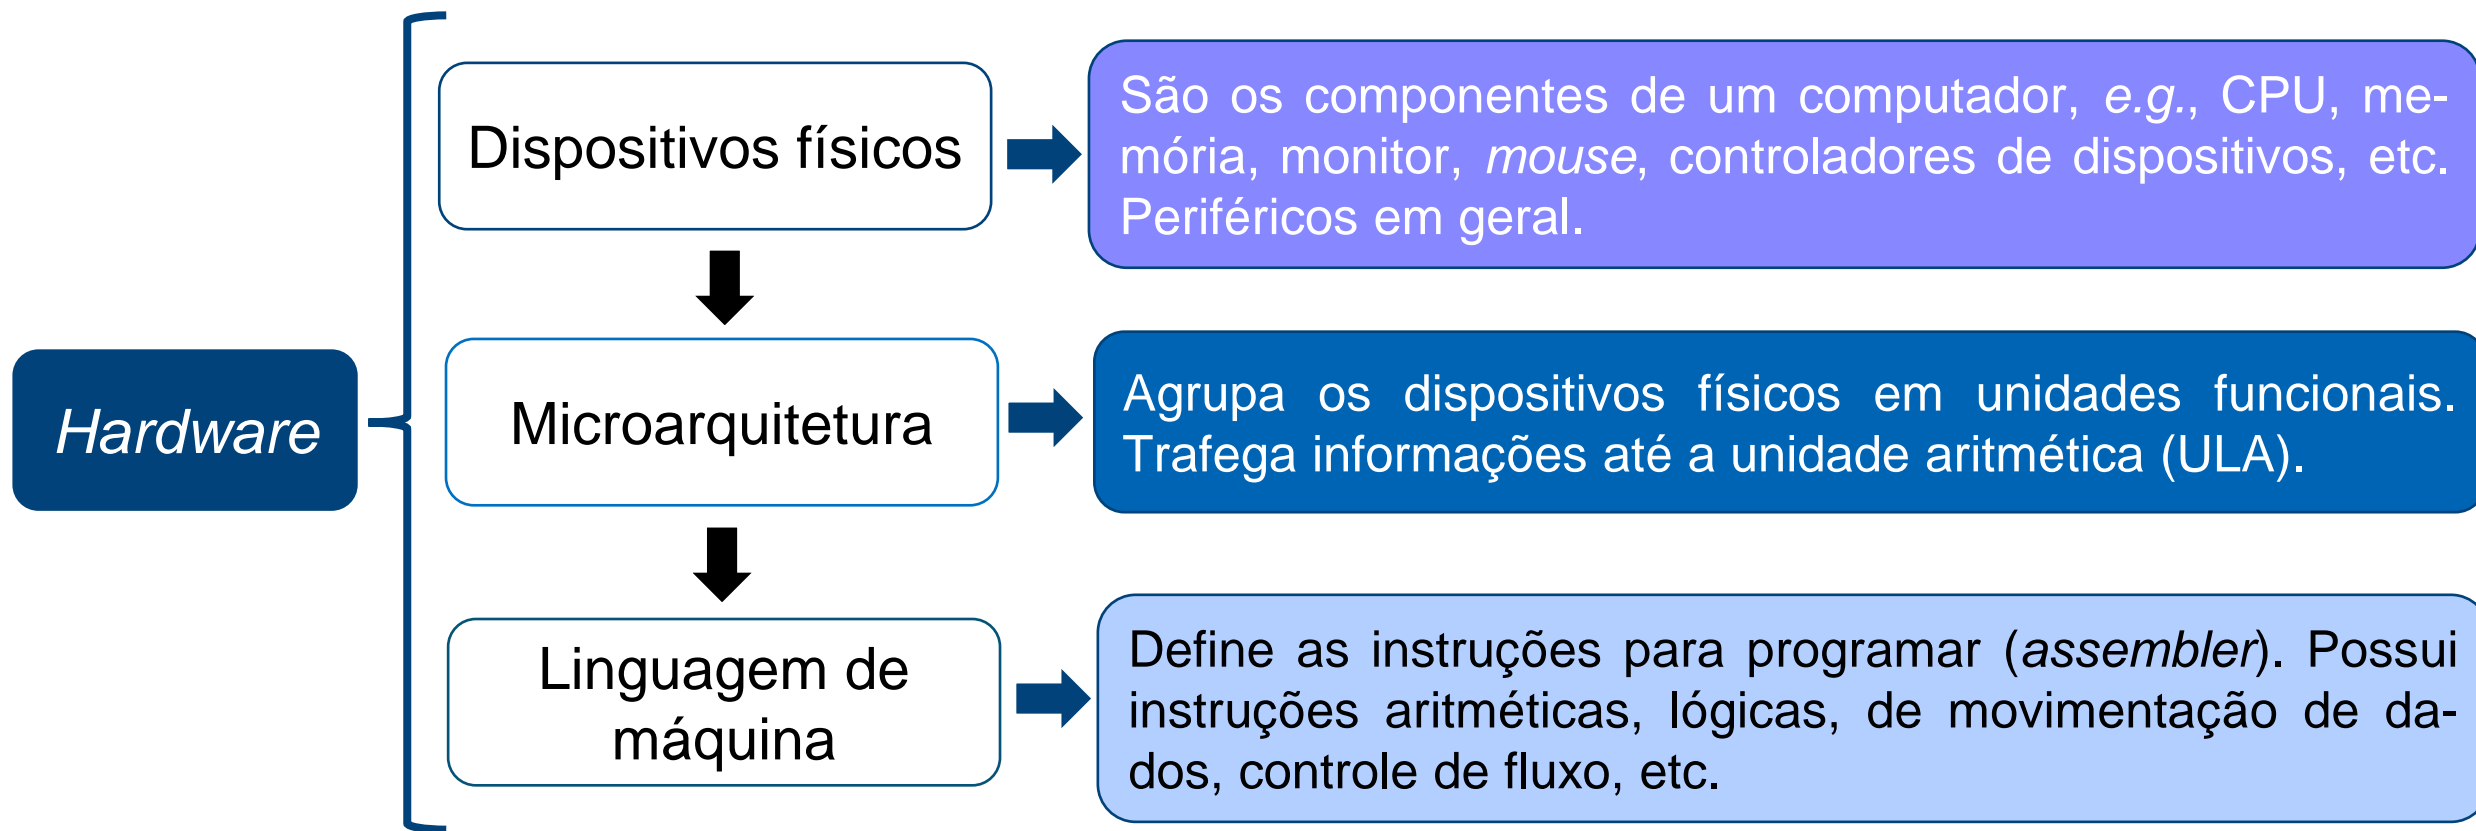 Hardware
Dispositivos físicos
São os componentes de um computador, e.g., CPU, me-
mória, monitor, mouse, controladores de dispositivos, etc.
Periféricos em geral.
Microarquitetura
Agrupa os dispositivos físicos em unidades funcionais.
Trafega informações até a unidade aritmética (ULA).
Linguagem de
máquina
Define as instruções para programar (assembler). Possui
instruções aritméticas, lógicas, de movimentação de da-
dos, controle de fluxo, etc.